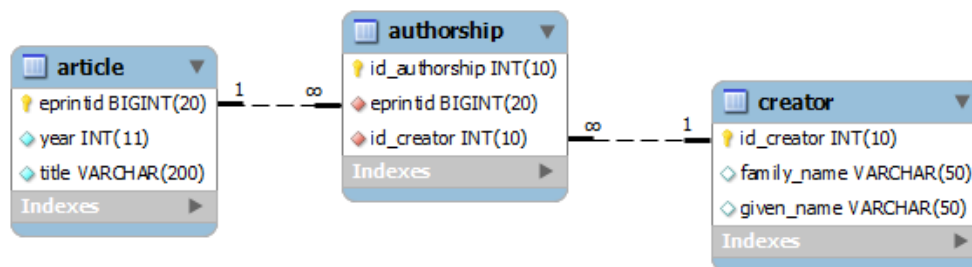 article
eprintid BIGINT(20)
year INT(11)
title VARCHAR(200)
Indexes
1
∞
authorship
id_authorship INT(10)
eprintid BIGINT(20)
id_creator INT(10)
Indexes
∞
1
creator
id_creator INT(10)
family_name VARCHAR(50)
given_name VARCHAR(50)
Indexes